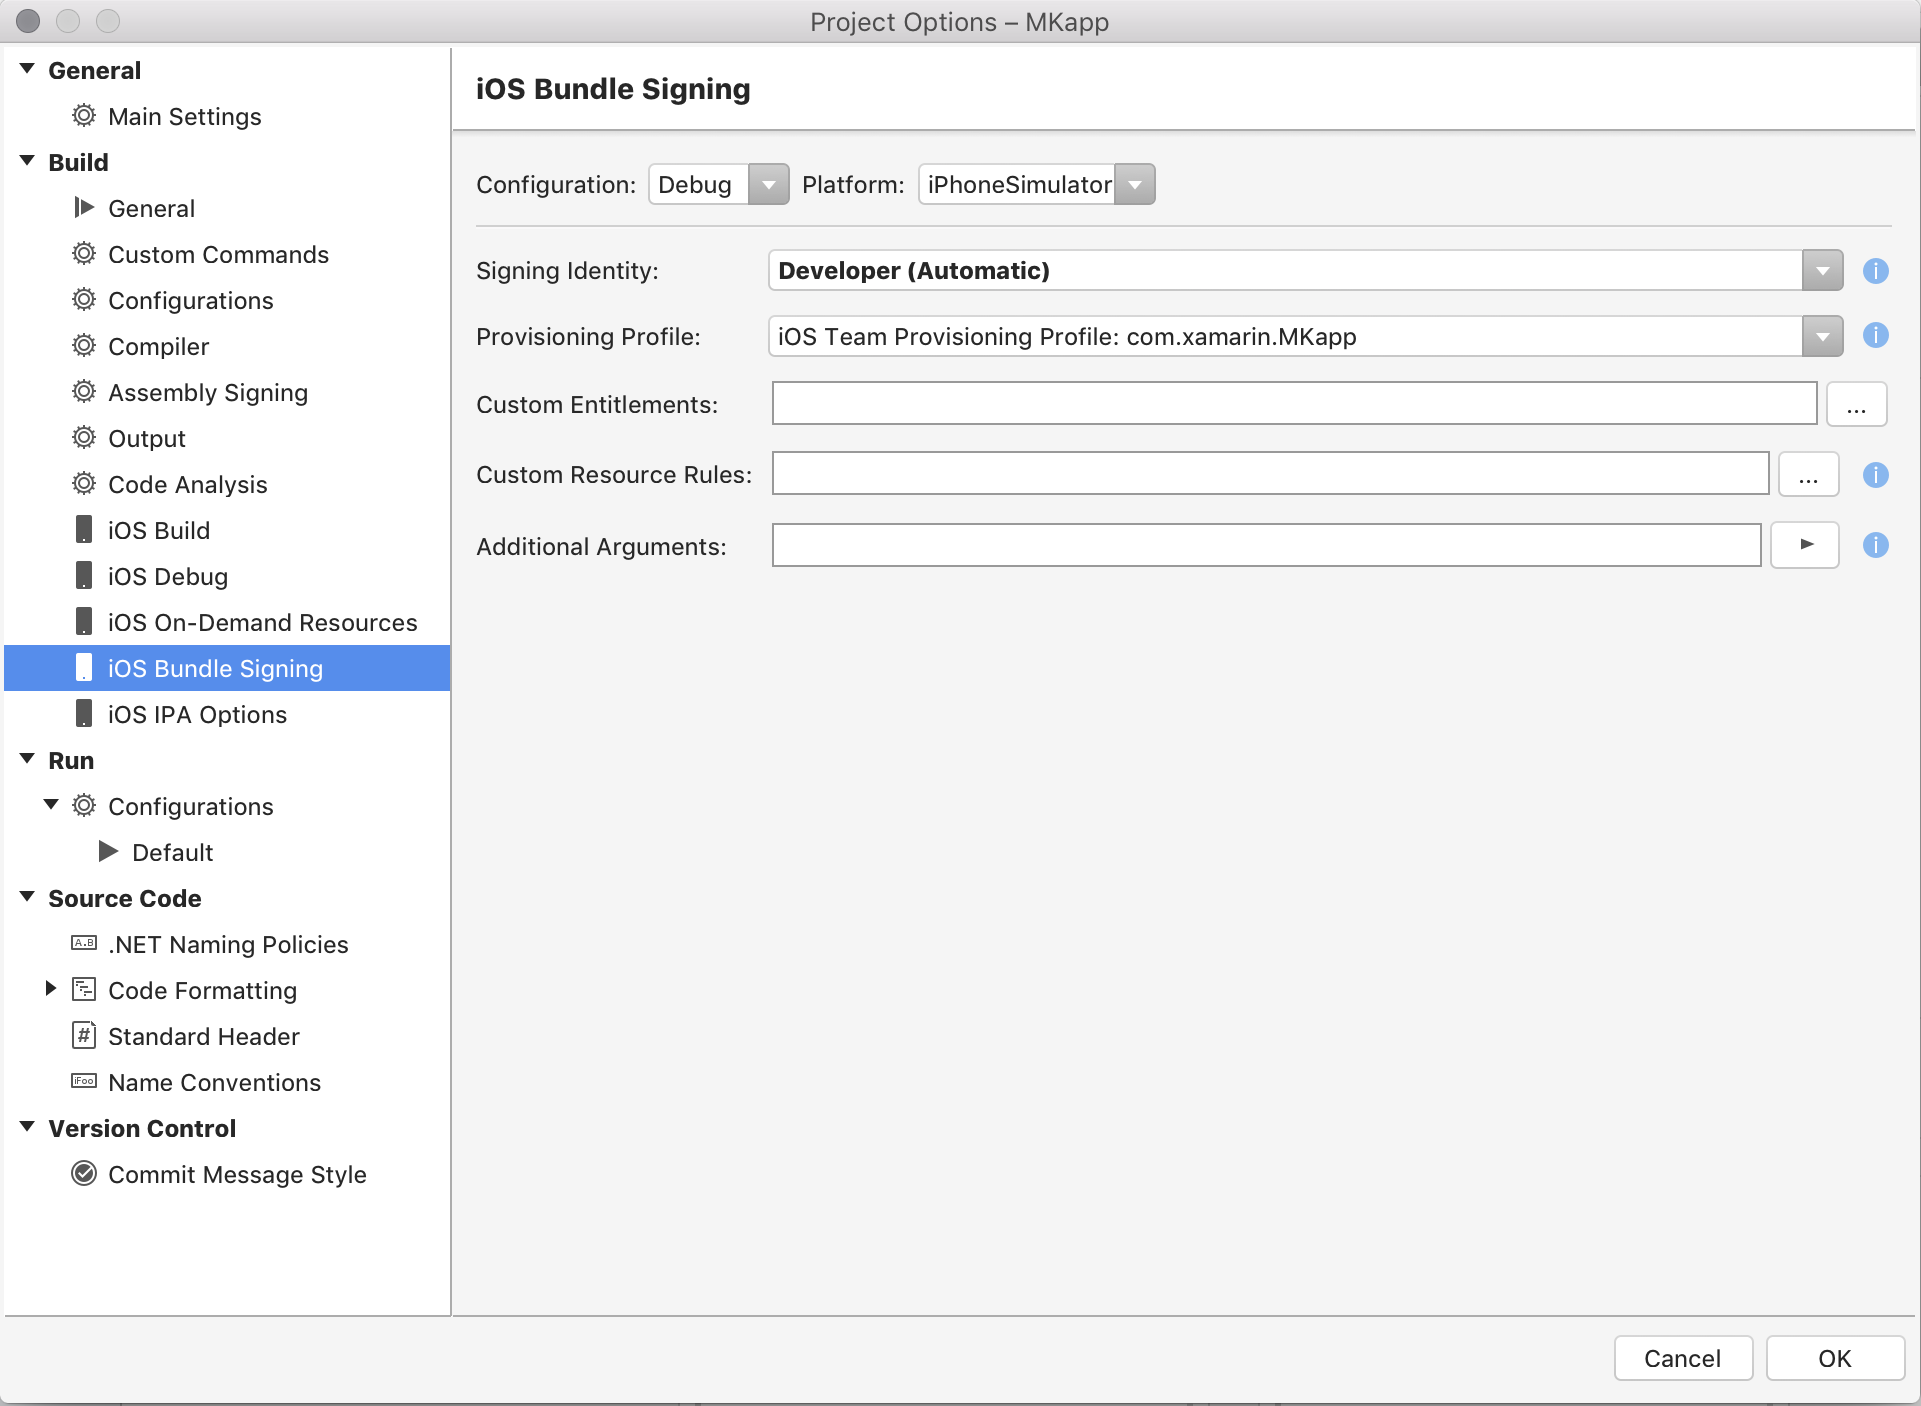 Project Options – MKapp
General
Main Settings
Build
General
Custom Commands
Configurations
Compiler
Assembly Signing
Output
Code Analysis
iOS Build
iOS Debug
iOS On-Demand Resources
iOS Bundle Signing
iOS IPA Options
Run
Configurations
Default
Source Code
A.B .NET Naming Policies
Code Formatting
# Standard Header
iFoo Name Conventions
Version Control
Commit Message Style
iOS Bundle Signing
Configuration: Debug Platform: iPhoneSimulator
Signing Identity: Developer (Automatic) i
Provisioning Profile: iOS Team Provisioning Profile: com.xamarin.MKapp i
Custom Entitlements: ...
Custom Resource Rules: ... i
Additional Arguments: i
Cancel OK